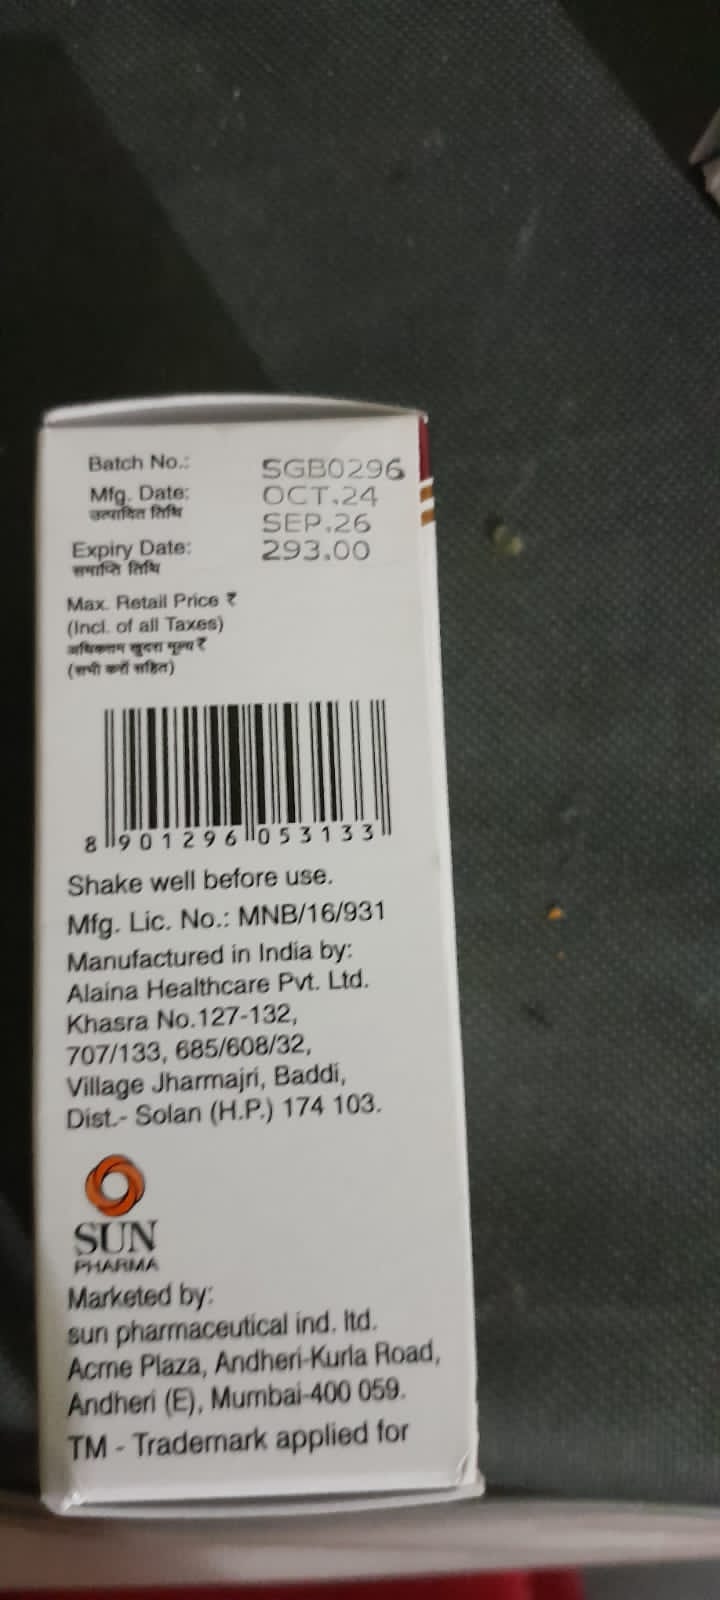 Batch No.: SGB0296
Mfg. Date: OCT.24
उत्पादित तिथि
SEP.26
Expiry Date: 293.00
समाप्ति तिथि
Max. Retail Price ₹
(Incl. of all Taxes)
अधिकतम खुदरा मूल्य ₹
(सभी करों सहित)
8 901296 053133
Shake well before use.
Mfg. Lic. No.: MNB/16/931
Manufactured in India by:
Alaina Healthcare Pvt. Ltd.
Khasra No.127-132,
707/133, 685/608/32,
Village Jharmajri, Baddi,
Dist.- Solan (H.P.) 174 103.
SUN
PHARMA
Marketed by:
sun pharmaceutical ind. ltd.
Acme Plaza, Andheri-Kurla Road,
Andheri (E), Mumbai-400 059.
TM - Trademark applied for